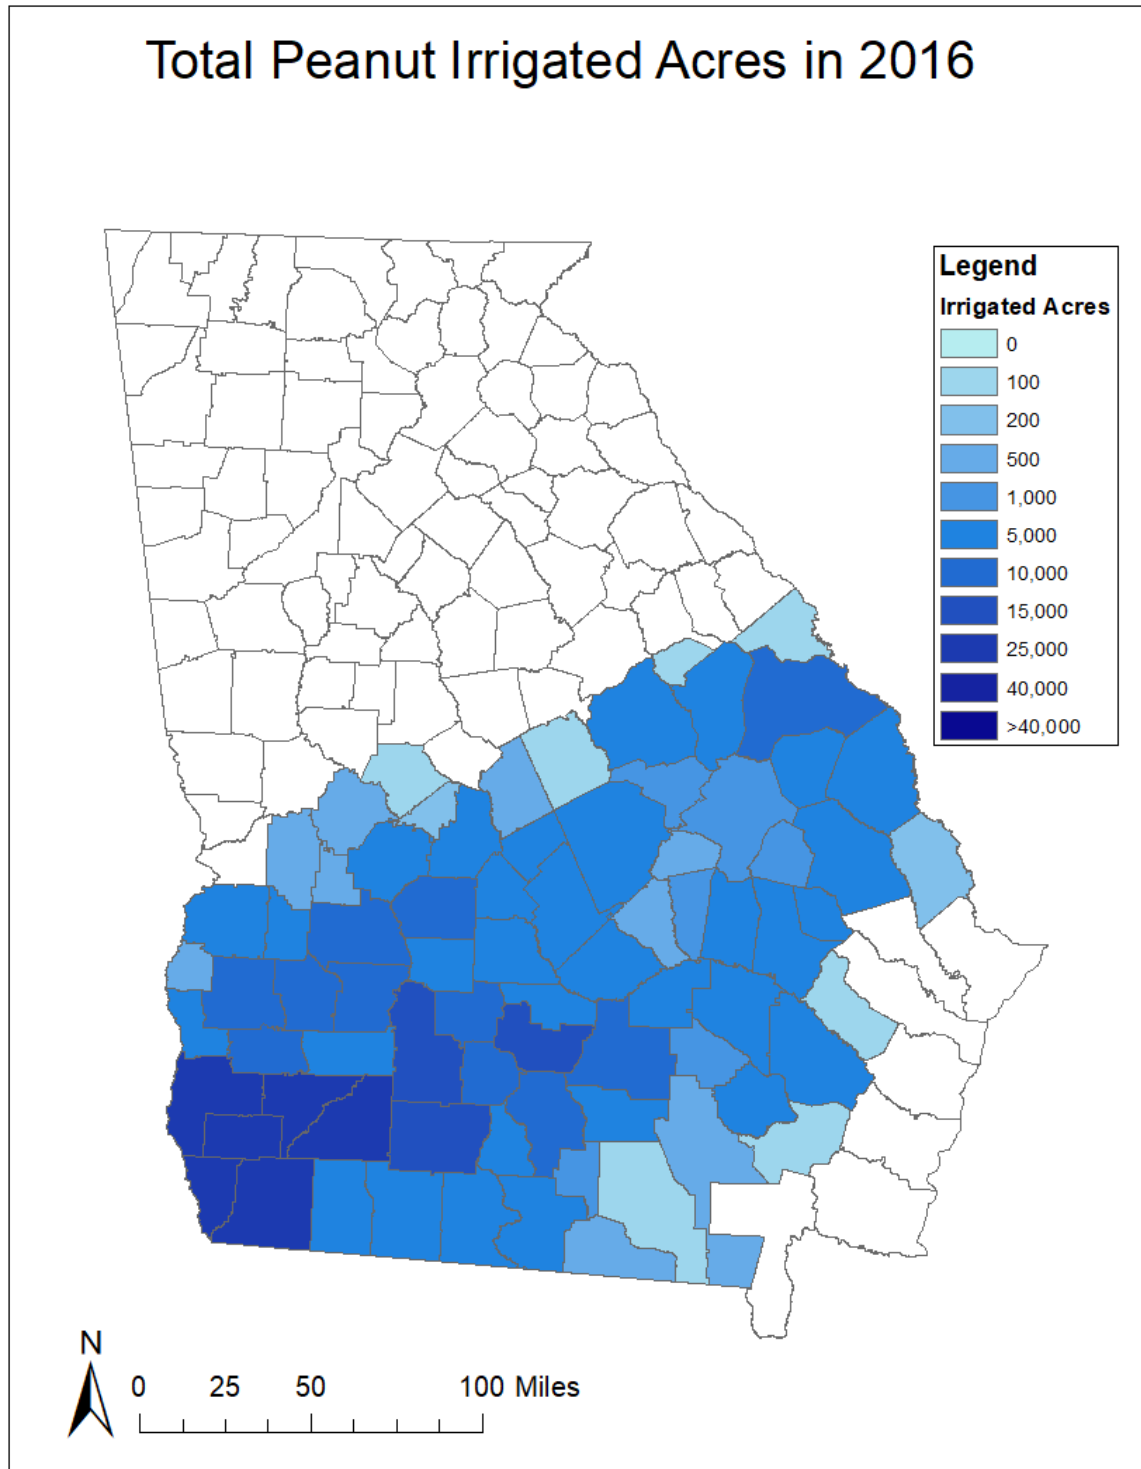 Total Peanut Irrigated Acres in 2016
Legend
Irrigated Acres
0
100
200
500
1,000
5,000
10,000
15,000
25,000
40,000
>40,000
N
0 25 50 100 Miles